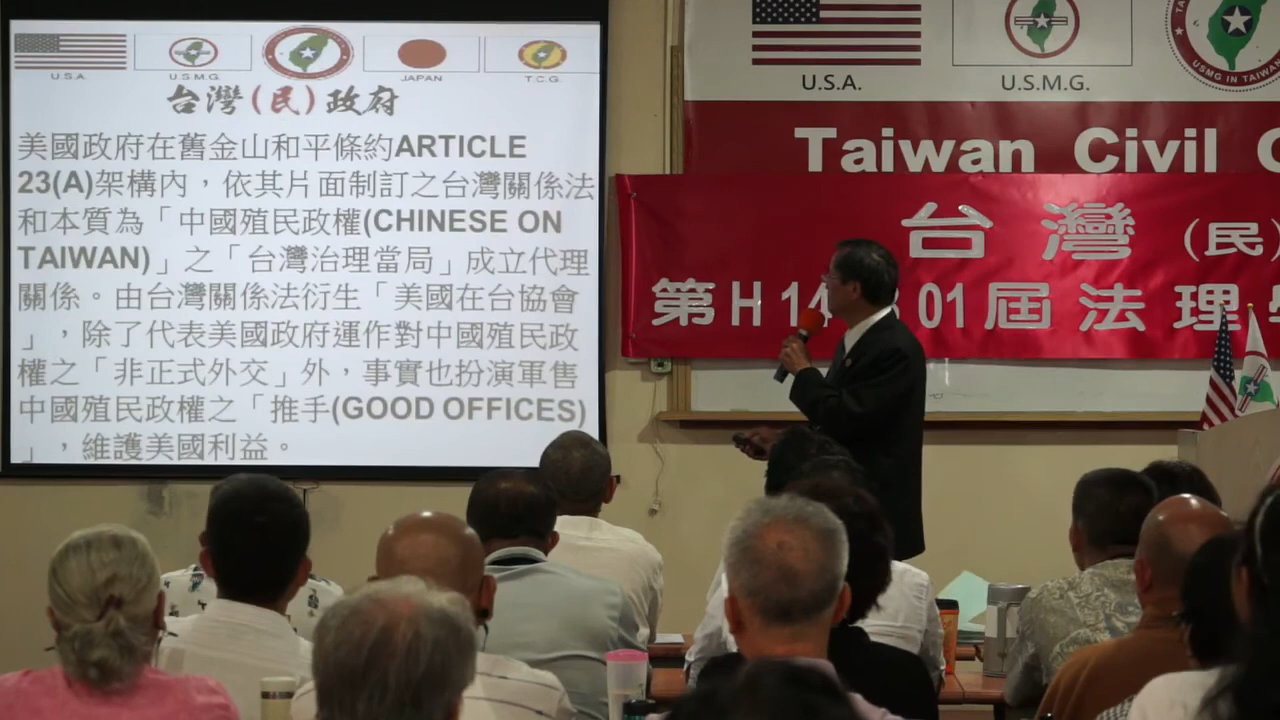 U.S.A.
U.S.M.G.
JAPAN
T.C.G.
台灣(民)政府
美國政府在舊金山和平條約ARTICLE
23(A)架構內，依其片面制訂之台灣關係法
和本質為「中國殖民政權(CHINESE ON
TAIWAN)」之「台灣治理當局」成立代理
關係。由台灣關係法衍生「美國在台協會
」，除了代表美國政府運作對中國殖民政
權之「非正式外交」外，事實也扮演軍售
中國殖民政權之「推手(GOOD OFFICES)
」，維護美國利益。
U.S.A.
U.S.M.G.
USMG IN TAIWAN
Taiwan Civil
台灣(民)
第H14 01屆法理